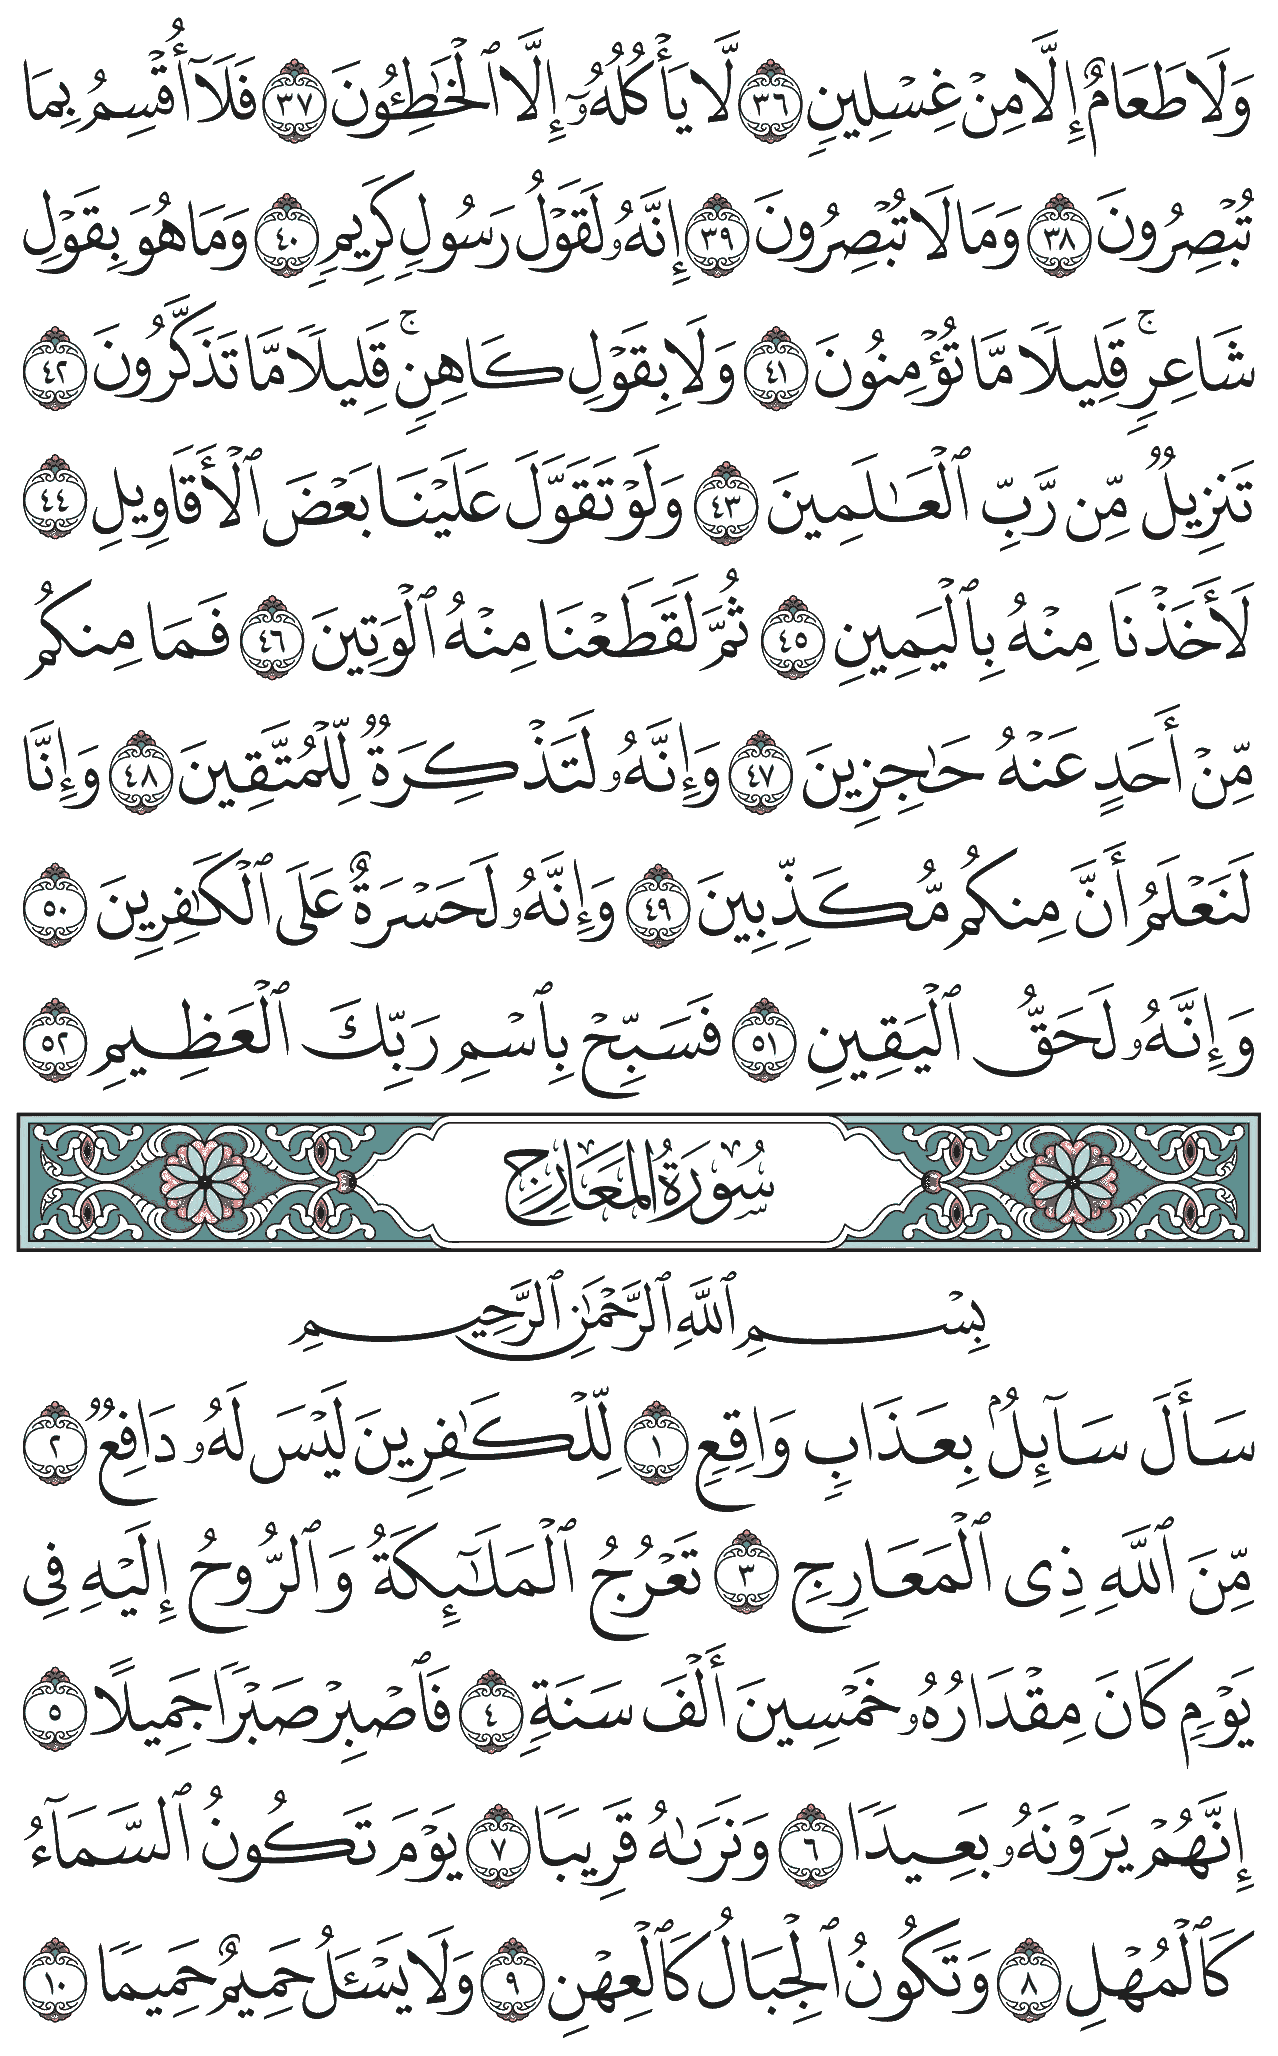 وَلَا طَعَامٌ إِلَّا مِنْ غِسْلِينٍ ٣٦ لَّا يَأْكُلُهُۥٓ إِلَّا ٱلْخَـٰطِـُٔونَ ٣٧ فَلَآ أُقْسِمُ بِمَا
تُبْصِرُونَ ٣٨ وَمَا لَا تُبْصِرُونَ ٣٩ إِنَّهُۥ لَقَوْلُ رَسُولٍ كَرِيمٍ ٤٠ وَمَا هُوَ بِقَوْلِ
شَاعِرٍ ۚ قَلِيلًا مَّا تُؤْمِنُونَ ٤١ وَلَا بِقَوْلِ كَاهِنٍ ۚ قَلِيلًا مَّا تَذَكَّرُونَ ٤٢
تَنزِيلٌ مِّن رَّبِّ ٱلْعَـٰلَمِينَ ٤٣ وَلَوْ تَقَوَّلَ عَلَيْنَا بَعْضَ ٱلْأَقَاوِيلِ ٤٤
لَأَخَذْنَا مِنْهُ بِٱلْيَمِينِ ٤٥ ثُمَّ لَقَطَعْنَا مِنْهُ ٱلْوَتِينَ ٤٦ فَمَا مِنكُم
مِّنْ أَحَدٍ عَنْهُ حَـٰجِزِينَ ٤٧ وَإِنَّهُۥ لَتَذْكِرَةٌ لِّلْمُتَّقِينَ ٤٨ وَإِنَّا
لَنَعْلَمُ أَنَّ مِنكُم مُّكَذِّبِينَ ٤٩ وَإِنَّهُۥ لَحَسْرَةٌ عَلَى ٱلْكَـٰفِرِينَ ٥٠
وَإِنَّهُۥ لَحَقُّ ٱلْيَقِينِ ٥١ فَسَبِّحْ بِٱسْمِ رَبِّكَ ٱلْعَظِيمِ ٥٢
سُورَةُ المَعَارِجِ
بِسْمِ ٱللَّهِ ٱلرَّحْمَـٰنِ ٱلرَّحِيمِ
سَأَلَ سَآئِلٌۢ بِعَذَابٍ وَاقِعٍ ١ لِّلْكَـٰفِرِينَ لَيْسَ لَهُۥ دَافِعٌ ٢
مِّنَ ٱللَّهِ ذِى ٱلْمَعَارِجِ ٣ تَعْرُجُ ٱلْمَلَـٰٓئِكَةُ وَٱلرُّوحُ إِلَيْهِ فِى
يَوْمٍ كَانَ مِقْدَارُهُۥ خَمْسِينَ أَلْفَ سَنَةٍ ٤ فَٱصْبِرْ صَبْرًا جَمِيلًا ٥
إِنَّهُمْ يَرَوْنَهُۥ بَعِيدًا ٦ وَنَرَىٰهُ قَرِيبًا ٧ يَوْمَ تَكُونُ ٱلسَّمَآءُ
كَٱلْمُهْلِ ٨ وَتَكُونُ ٱلْجِبَالُ كَٱلْعِهْنِ ٩ وَلَا يَسْـَٔلُ حَمِيمٌ حَمِيمًا ١٠